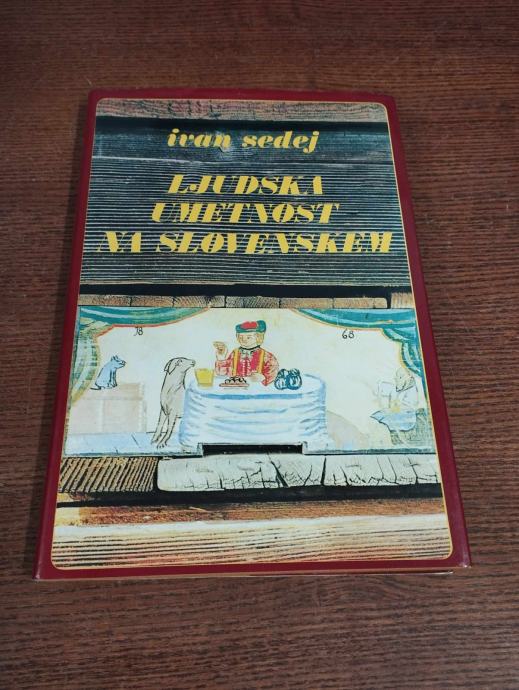 ivan sedej
LJUDSKA
UMETNOST
NA SLOVENSKEM
18 68